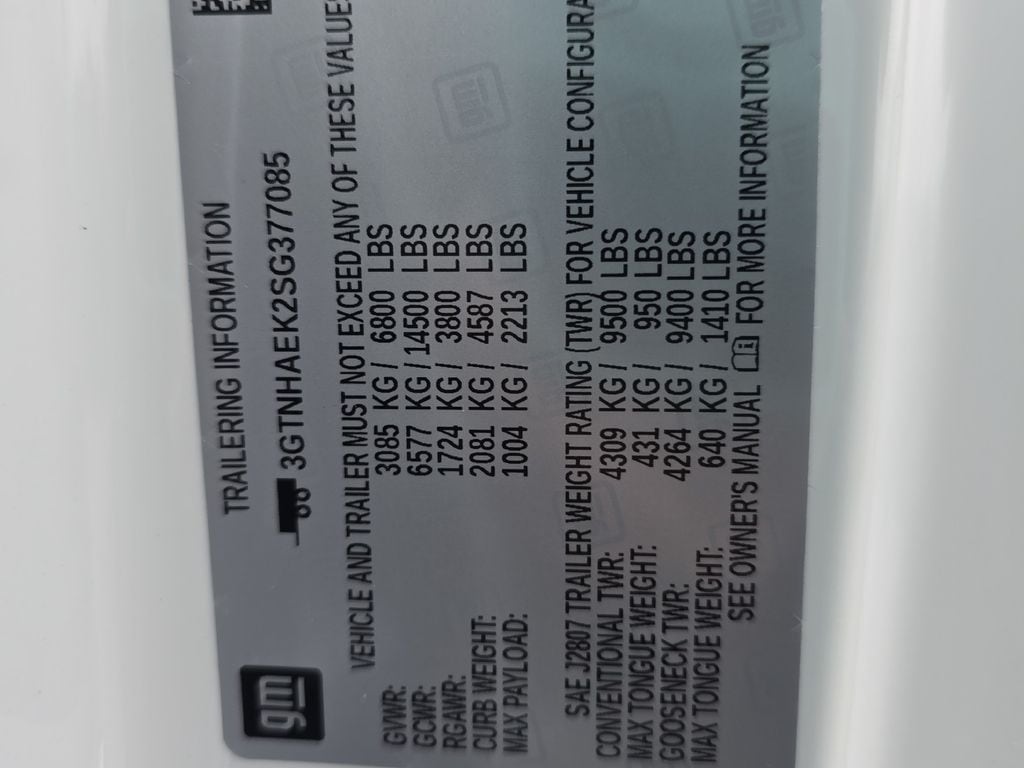 gm
TRAILERING INFORMATION
3GTNHAEK2SG377085
VEHICLE AND TRAILER MUST NOT EXCEED ANY OF THESE VALUE
GVWR: 3085 KG / 6800 LBS
GCWR: 6577 KG / 14500 LBS
RGAWR: 1724 KG / 3800 LBS
CURB WEIGHT: 2081 KG / 4587 LBS
MAX PAYLOAD: 1004 KG / 2213 LBS
SAE J2807 TRAILER WEIGHT RATING (TWR) FOR VEHICLE CONFIGURA
CONVENTIONAL TWR: 4309 KG / 9500 LBS
MAX TONGUE WEIGHT: 431 KG / 950 LBS
GOOSENECK TWR: 4264 KG / 9400 LBS
MAX TONGUE WEIGHT: 640 KG / 1410 LBS
SEE OWNER'S MANUAL FOR MORE INFORMATION